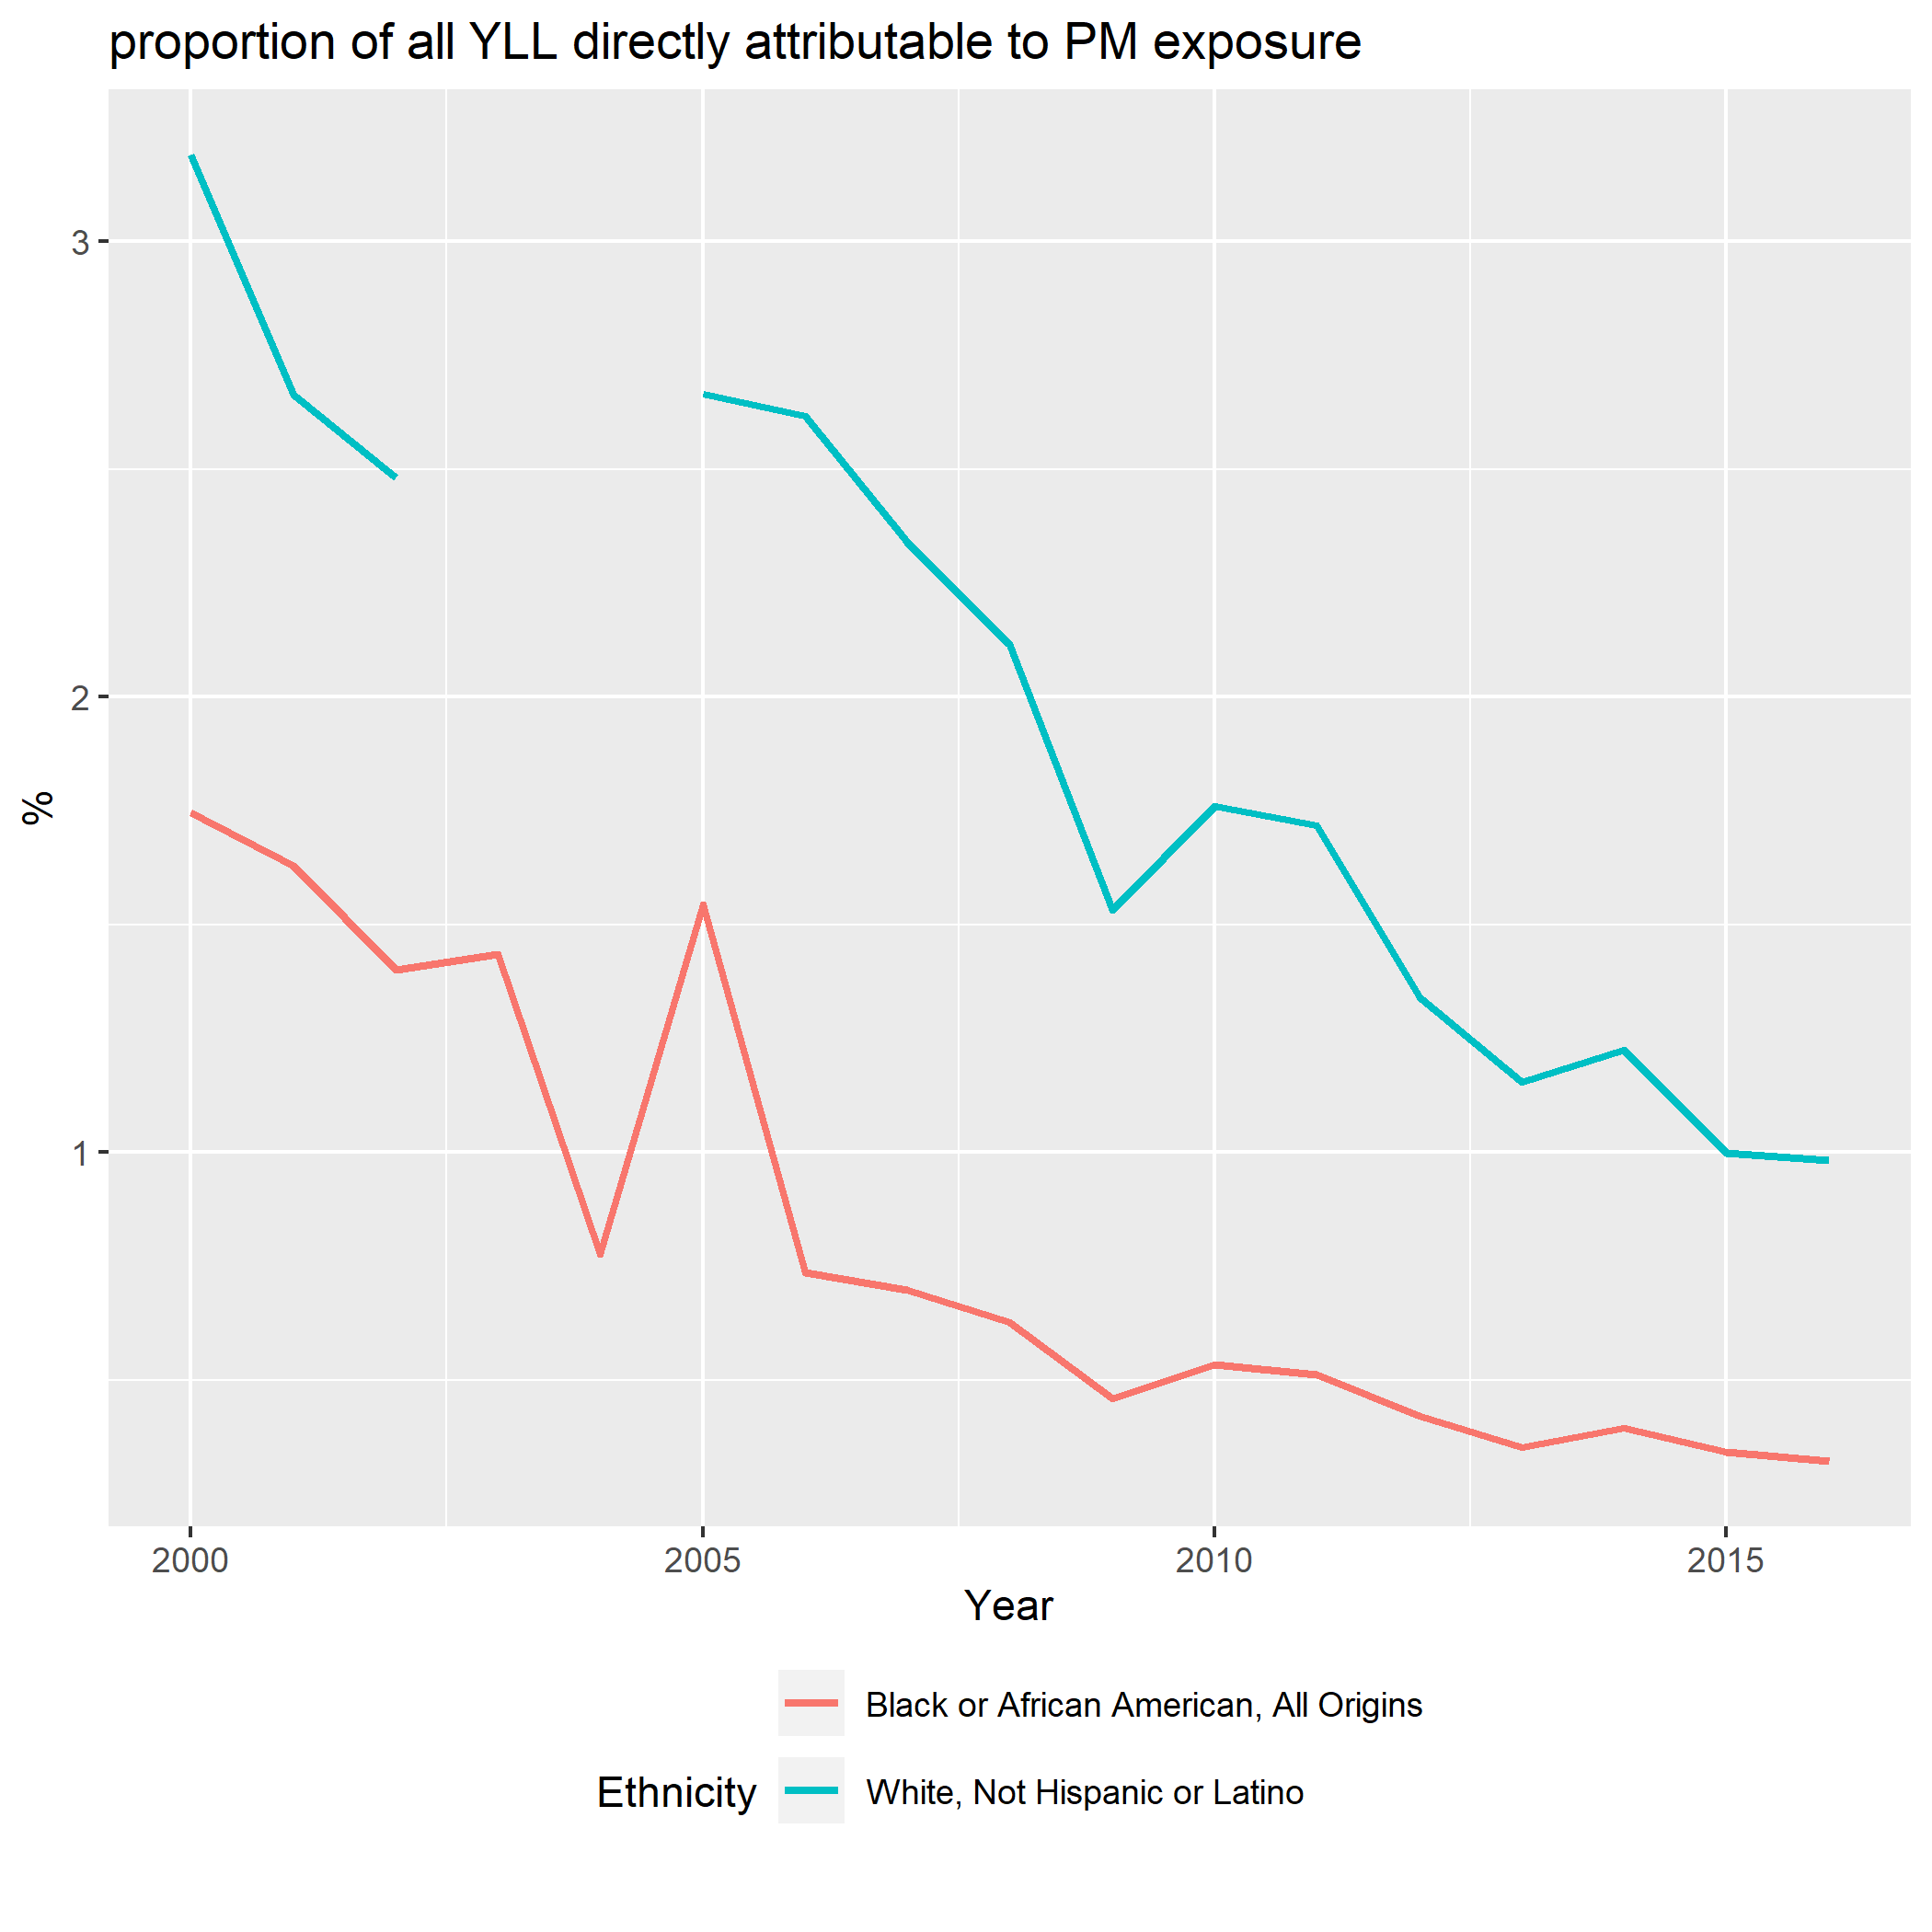 proportion of all YLL directly attributable to PM exposure
3
2
1
%
2000 2005 2010 2015
Year
Ethnicity
Black or African American, All Origins
White, Not Hispanic or Latino